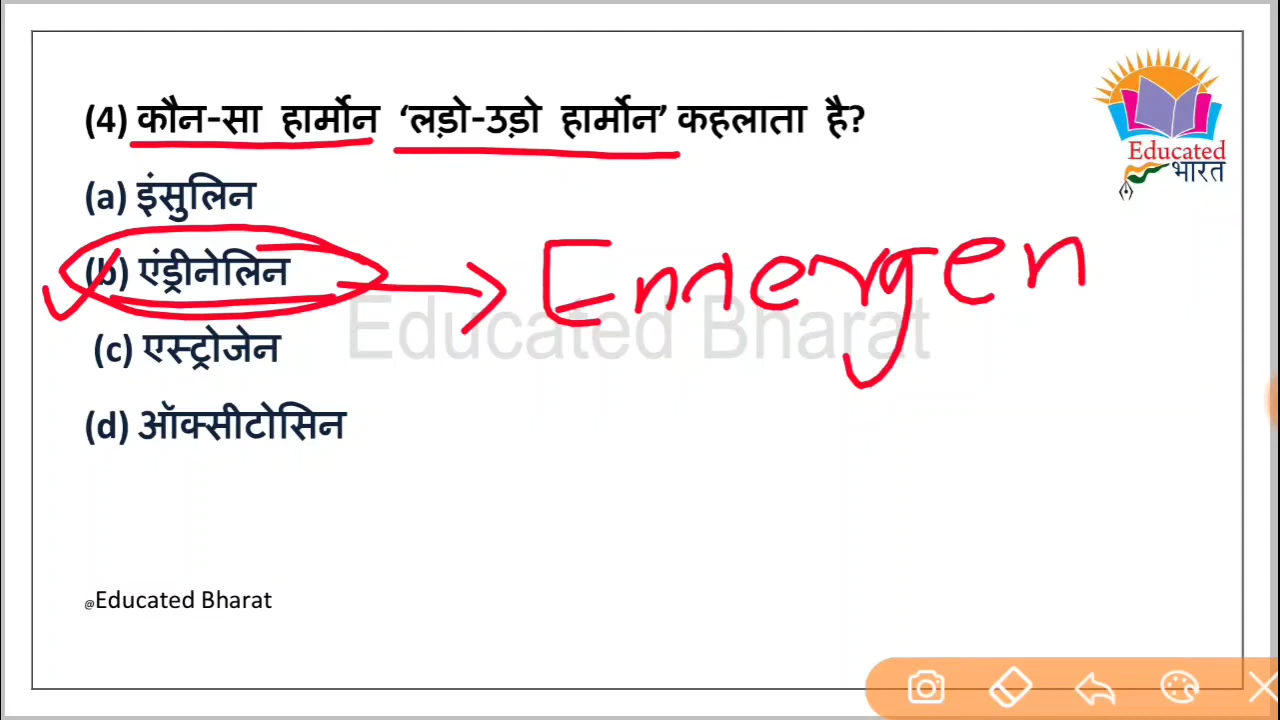 (4) कौन-सा हार्मोन ‘लड़ो-उड़ो हार्मोन’ कहलाता है?
Educated
भारत
(a) इंसुलिन
(b) एंड्रीनेलिन
Emergen
Educated Bharat
(c) एस्ट्रोजेन
(d) ऑक्सीटोसिन
@Educated Bharat